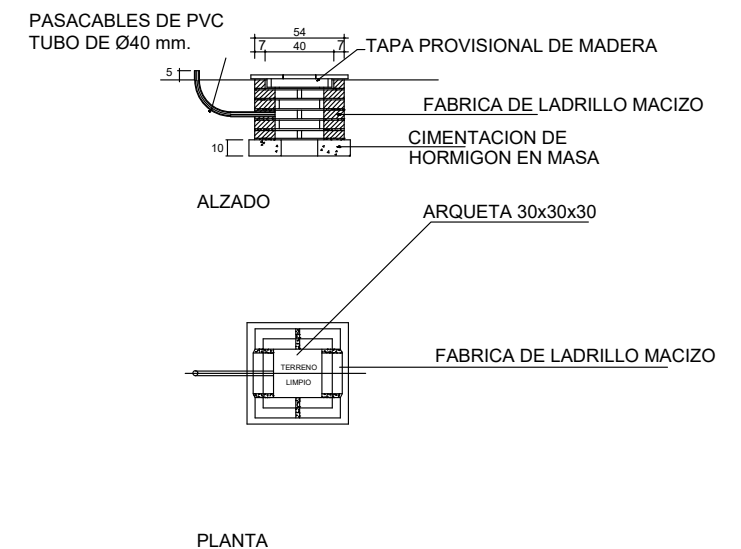 PASACABLES DE PVC
TUBO DE Ø40 mm.
54
7 40 7
TAPA PROVISIONAL DE MADERA
5
FABRICA DE LADRILLO MACIZO
CIMENTACION DE
HORMIGON EN MASA
10
ALZADO
ARQUETA 30x30x30
FABRICA DE LADRILLO MACIZO
TERRENO
LIMPIO
PLANTA